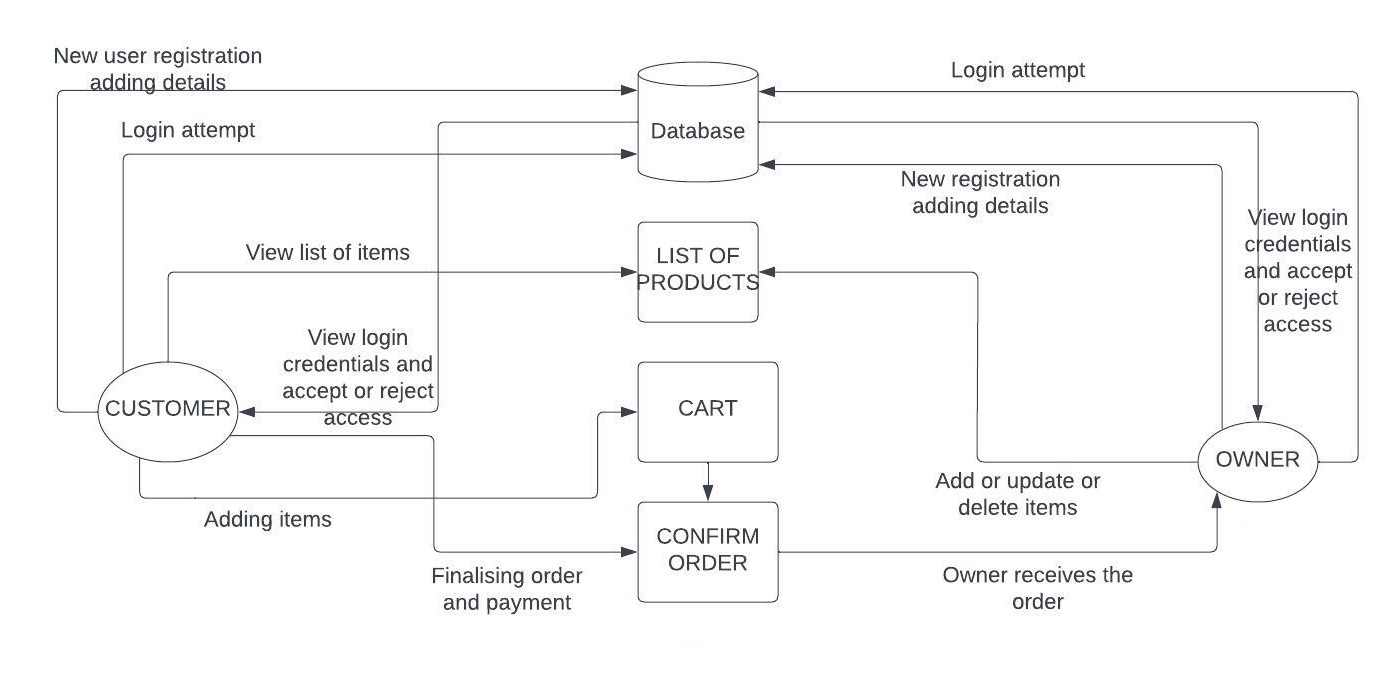 New user registration
adding details
Login attempt
Login attempt
Database
New registration
adding details
View login
credentials
and accept
or reject
access
View list of items
LIST OF
PRODUCTS
View login
credentials and
accept or reject
access
CUSTOMER
CART
OWNER
Adding items
Add or update or
delete items
CONFIRM
ORDER
Finalising order
and payment
Owner receives the
order